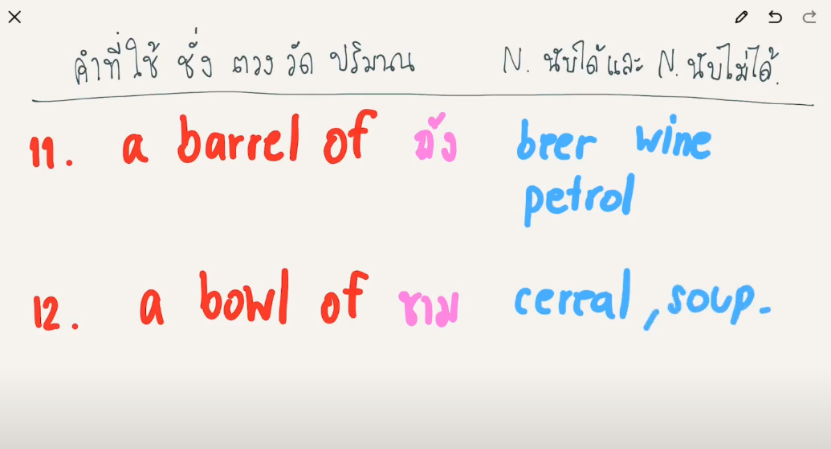 คำที่ใช้ ชั่ง ตวง วัด ปริมาณ N. นับได้ และ N. นับไม่ได้.
11. a barrel of ถัง beer wine
petrol
12. a bowl of ชาม cereal, soup.